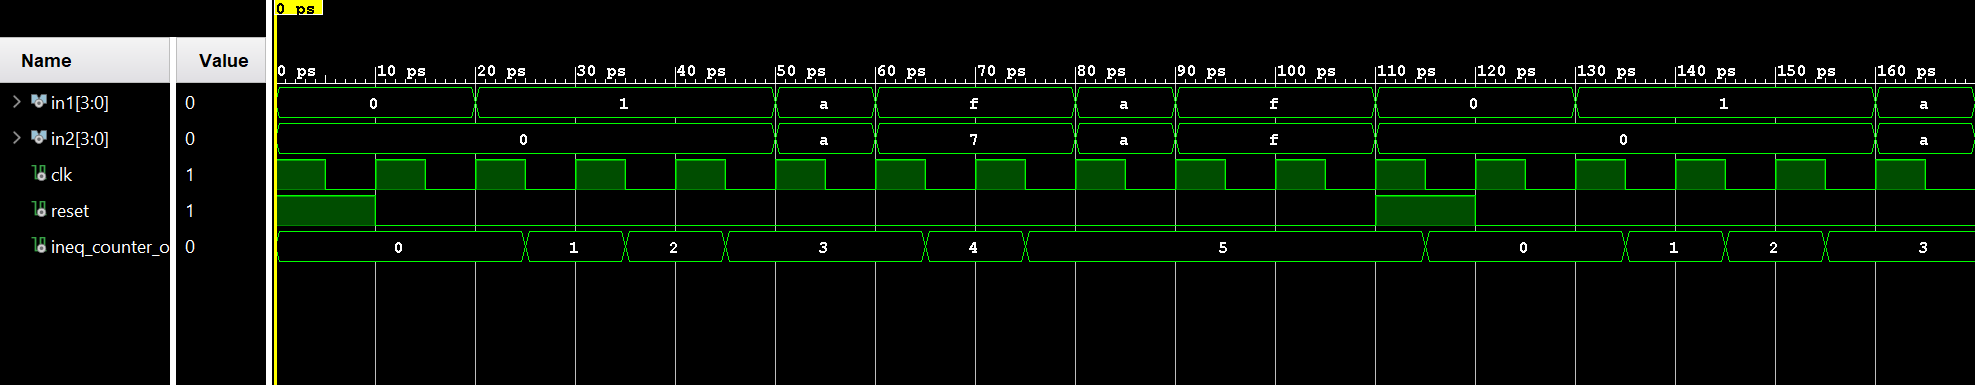 0 ps
Name Value
0 ps 10 ps 20 ps 30 ps 40 ps 50 ps 60 ps 70 ps 80 ps 90 ps 100 ps 110 ps 120 ps 130 ps 140 ps 150 ps 160 ps
in1[3:0] 0 0 1 a f a f 0 1 a
in2[3:0] 0 0 a 7 a f 0 a
clk 1
reset 1
ineq_counter_o 0 0 1 2 3 4 5 0 1 2 3